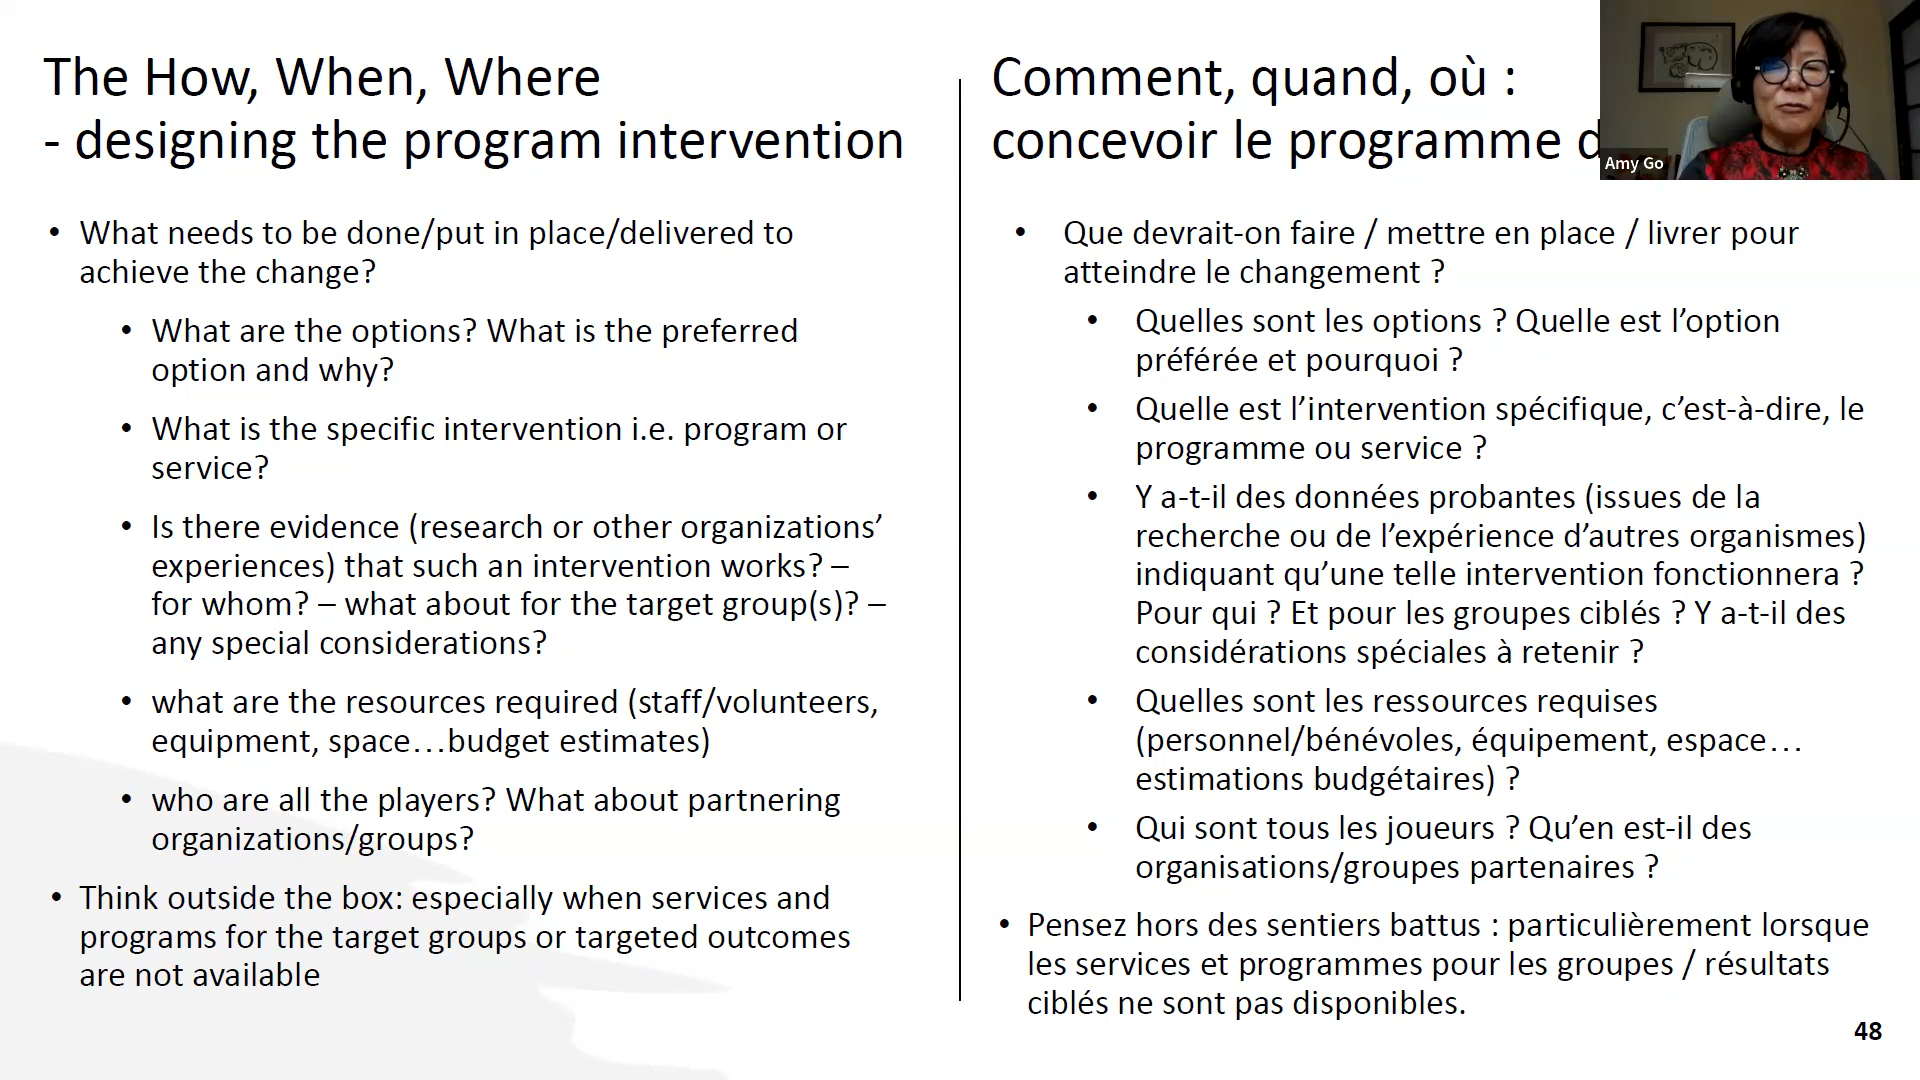 The How, When, Where
- designing the program intervention
• What needs to be done/put in place/delivered to
achieve the change?
• What are the options? What is the preferred
option and why?
• What is the specific intervention i.e. program or
service?
• Is there evidence (research or other organizations’
experiences) that such an intervention works? –
for whom? – what about for the target group(s)? –
any special considerations?
• what are the resources required (staff/volunteers,
equipment, space…budget estimates)
• who are all the players? What about partnering
organizations/groups?
• Think outside the box: especially when services and
programs for the target groups or targeted outcomes
are not available
Comment, quand, où :
concevoir le programme
• Que devrait-on faire / mettre en place / livrer pour
atteindre le changement ?
• Quelles sont les options ? Quelle est l’option
préférée et pourquoi ?
• Quelle est l’intervention spécifique, c’est-à-dire, le
programme ou service ?
• Y a-t-il des données probantes (issues de la
recherche ou de l’expérience d’autres organismes)
indiquant qu’une telle intervention fonctionnera ?
Pour qui ? Et pour les groupes ciblés ? Y a-t-il des
considérations spéciales à retenir ?
• Quelles sont les ressources requises
(personnel/bénévoles, équipement, espace…
estimations budgétaires) ?
• Qui sont tous les joueurs ? Qu’en est-il des
organisations/groupes partenaires ?
• Pensez hors des sentiers battus : particulièrement lorsque
les services et programmes pour les groupes / résultats
ciblés ne sont pas disponibles.
Amy Go
48